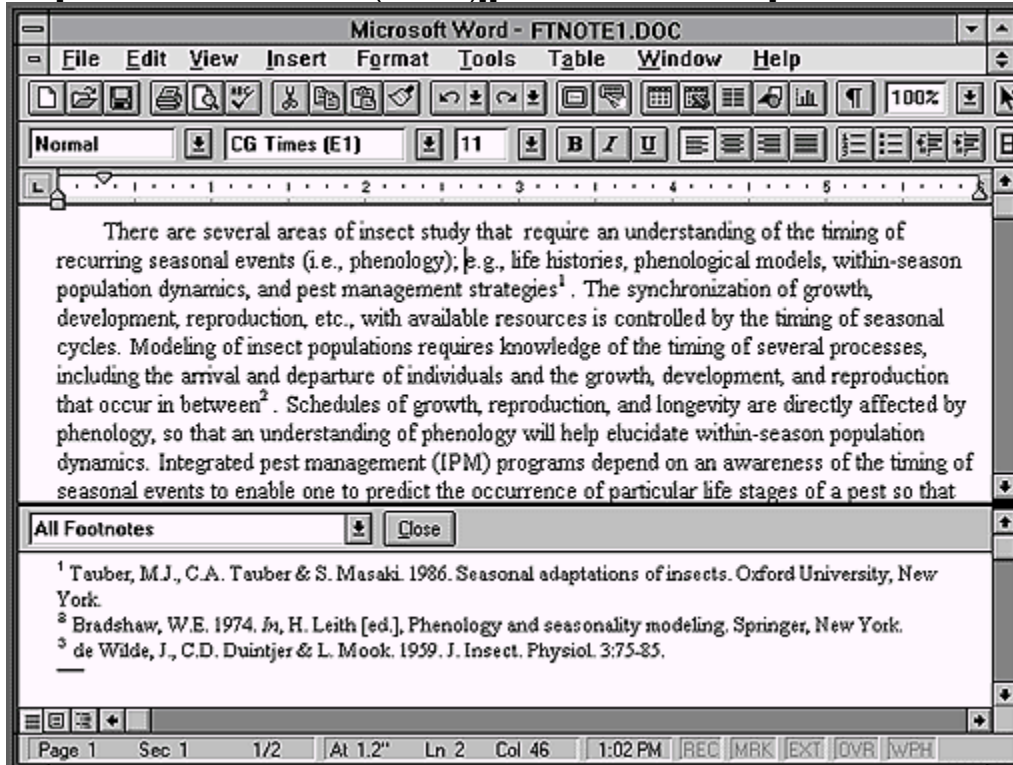 Microsoft Word - FTNOTE1.DOC
File Edit View Insert Format Tools Table Window Help
ABC 100%
Normal CG Times (E1) 11 B I U
1 2 3 4 5
There are several areas of insect study that require an understanding of the timing of
recurring seasonal events (i.e., phenology); e.g., life histories, phenological models, within-season
population dynamics, and pest management strategies¹ . The synchronization of growth,
development, reproduction, etc., with available resources is controlled by the timing of seasonal
cycles. Modeling of insect populations requires knowledge of the timing of several processes,
including the arrival and departure of individuals and the growth, development, and reproduction
that occur in between² . Schedules of growth, reproduction, and longevity are directly affected by
phenology, so that an understanding of phenology will help elucidate within-season population
dynamics. Integrated pest management (IPM) programs depend on an awareness of the timing of
seasonal events to enable one to predict the occurrence of particular life stages of a pest so that
All Footnotes Close
¹ Tauber, M.J., C.A. Tauber & S. Masaki. 1986. Seasonal adaptations of insects. Oxford University, New
York.
² Bradshaw, W.E. 1974. In, H. Leith [ed.], Phenology and seasonality modeling. Springer, New York.
³ de Wilde, J., C.D. Duintjer & L. Mook. 1959. J. Insect. Physiol. 3:75-85.
Page 1 Sec 1 1/2 At 1.2" Ln 2 Col 46 1:02 PM REC MRK EXT OVR WPH